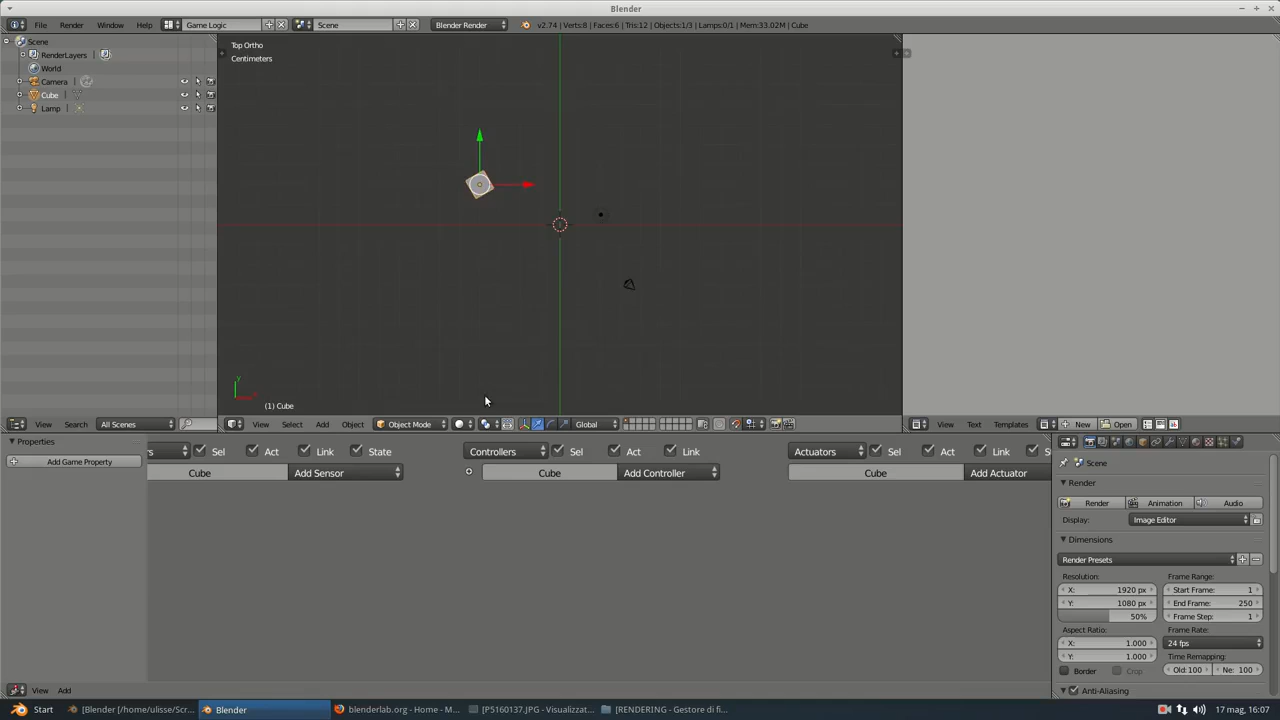 Blender
File Render Window Help Game Logic Scene Blender Render v2.74 | Verts:8 | Faces:6 | Tris:12 | Objects:1/3 | Lamps:0/1 | Mem:33.02M | Cube
Scene
RenderLayers
World
Camera
Cube
Lamp
Top Ortho
Centimeters
Y
(1) Cube
View Search All Scenes
View Select Add Object Object Mode Global
View Text Templates New Open
Properties
Add Game Property
Sel Act Link State
Cube Add Sensor
Controllers Sel Act Link
Cube Add Controller
Actuators Sel Act Link
Cube Add Actuator
Scene
Render
Render Animation Audio
Display: Image Editor
Dimensions
Render Presets
Resolution: Frame Range:
X: 1920 px Start Frame: 1
Y: 1080 px End Frame: 250
50% Frame Step: 1
Aspect Ratio: Frame Rate:
X: 1.000 24 fps
Y: 1.000 Time Remapping:
Border Crop Old:100 Ne: 100
Anti-Aliasing
View Add
Start [Blender [/home/ulisse/Scr... Blender blenderlab.org - Home - M... [P5160137.JPG - Visualizzat... [RENDERING - Gestore di fi... 17 mag, 16:07